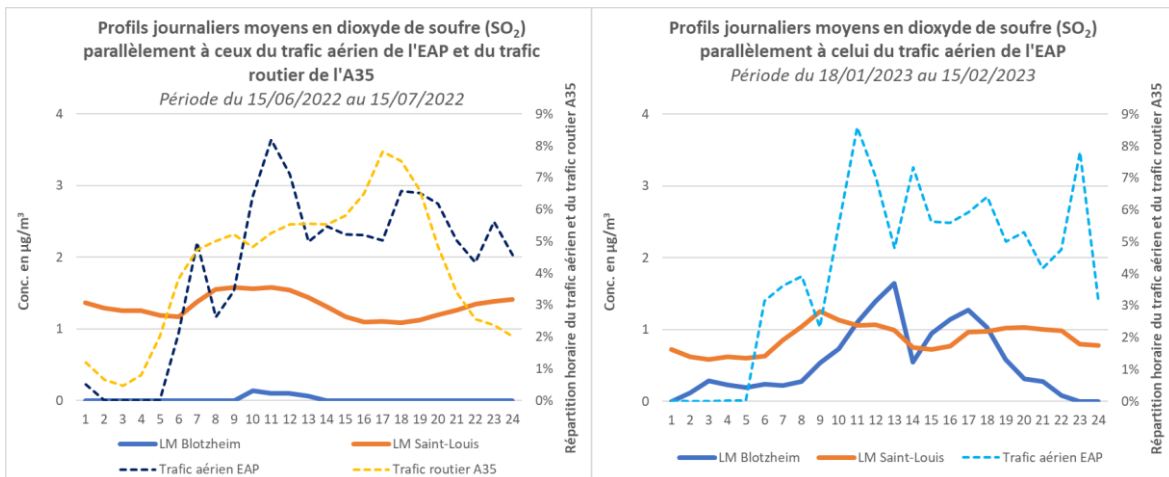 Profils journaliers moyens en dioxyde de soufre (SO₂)
parallèlement à ceux du trafic aérien de l'EAP et du trafic
routier de l'A35
Période du 15/06/2022 au 15/07/2022
Conc. en µg/m³
4
3
2
1
0
9%
8%
7%
6%
5%
4%
3%
2%
1%
0%
Répartition horaire du trafic aérien et du trafic routier A35
1 2 3 4 5 6 7 8 9 10 11 12 13 14 15 16 17 18 19 20 21 22 23 24
LM Blotzheim LM Saint-Louis
Trafic aérien EAP Trafic routier A35
Profils journaliers moyens en dioxyde de soufre (SO₂)
parallèlement à celui du trafic aérien de l'EAP
Période du 18/01/2023 au 15/02/2023
Conc. en µg/m³
4
3
2
1
0
9%
8%
7%
6%
5%
4%
3%
2%
1%
0%
Répartition horaire du trafic aérien et du trafic routier A35
1 2 3 4 5 6 7 8 9 10 11 12 13 14 15 16 17 18 19 20 21 22 23 24
LM Blotzheim LM Saint-Louis Trafic aérien EAP